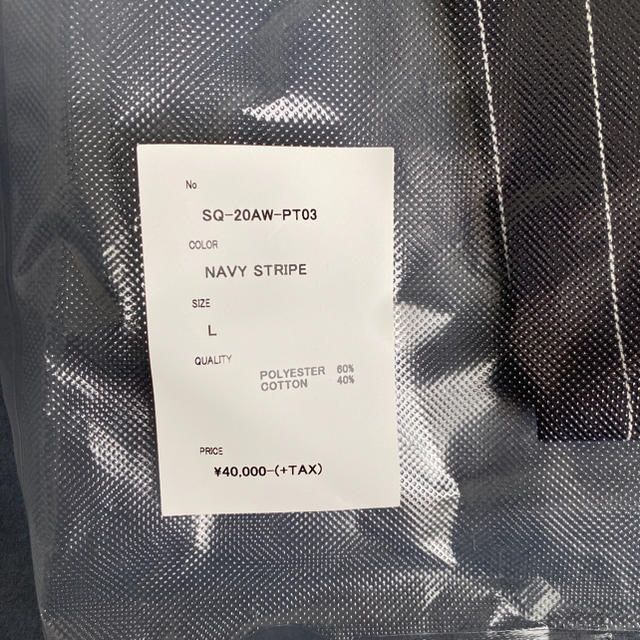 No
SQ-20AW-PT03
COLOR
NAVY STRIPE
SIZE
L
QUALITY
POLYESTER 60%
COTTON 40%
PRICE
¥40,000-(+TAX)